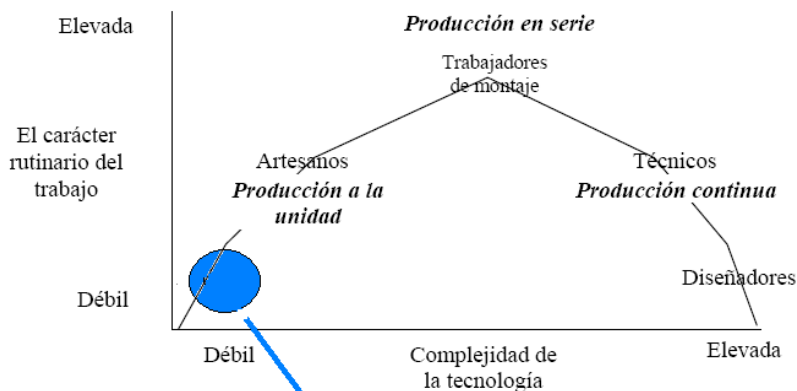 Elevada
Producción en serie
Trabajadores
de montaje
El carácter
rutinario del
trabajo
Artesanos
Técnicos
Producción a la
unidad
Producción continua
Diseñadores
Débil
Débil
Complejidad de
la tecnología
Elevada